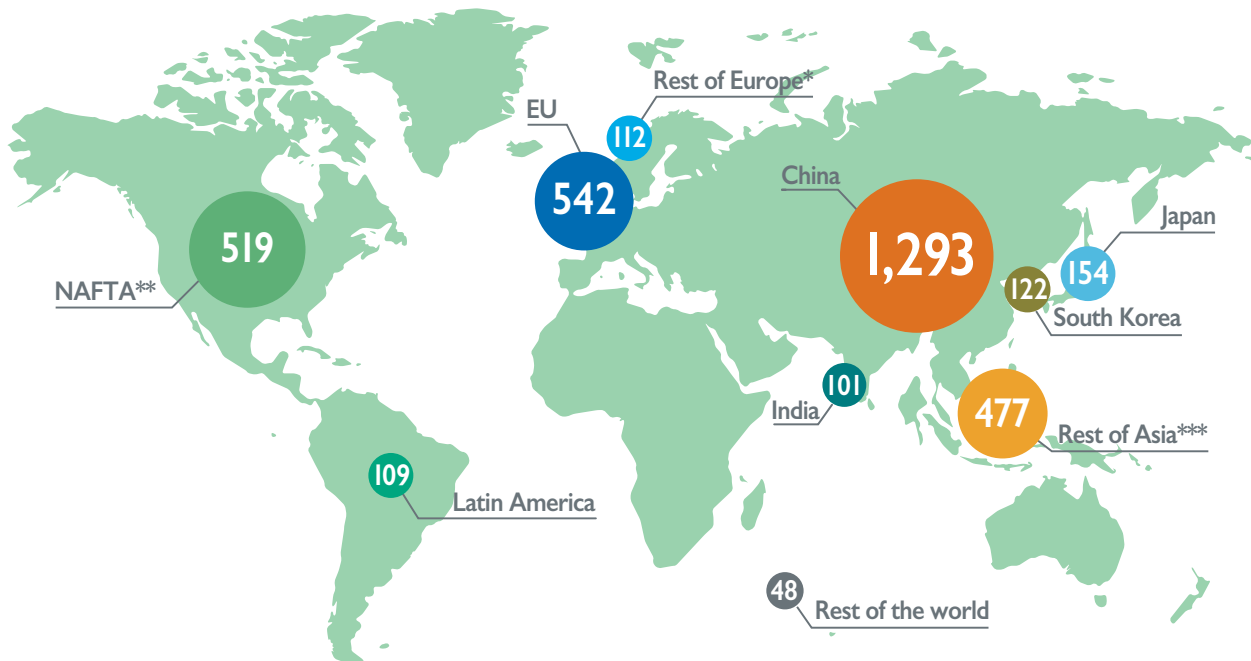 Rest of Europe*
EU
112
542
China
1,293
Japan
519
154
122
NAFTA**
South Korea
101
India
477
Rest of Asia***
109
Latin America
48
Rest of the world